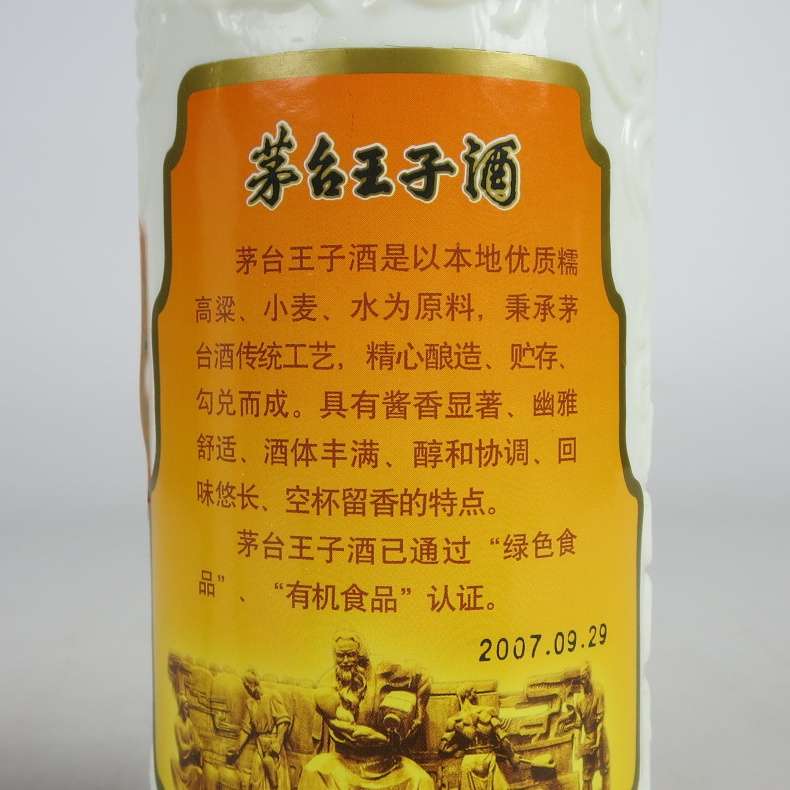 茅台王子酒
茅台王子酒是以本地优质糯
高粱、小麦、水为原料，秉承茅
台酒传统工艺，精心酿造、贮存、
勾兑而成。具有酱香显著、幽雅
舒适、酒体丰满、醇和协调、回
味悠长、空杯留香的特点。
茅台王子酒已通过“绿色食
品”、“有机食品”认证。
2007.09.29